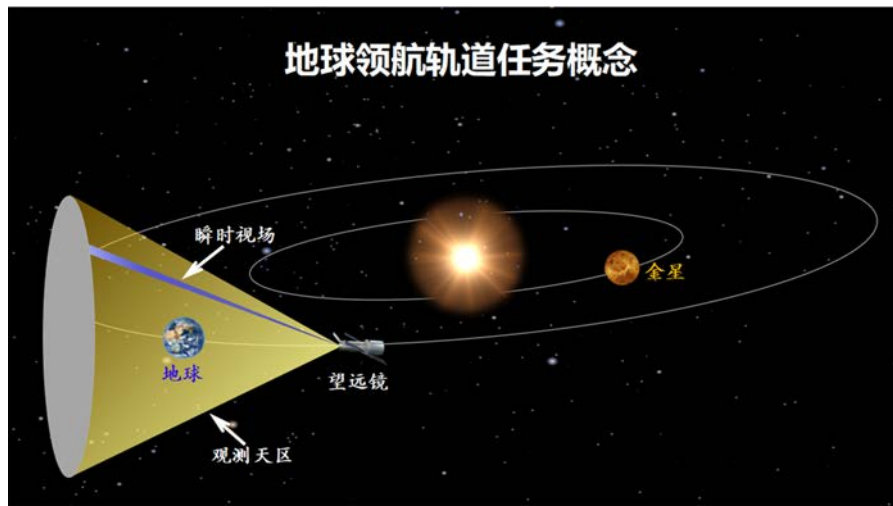 地球领航轨道任务概念
瞬时视场
金星
地球
望远镜
观测天区